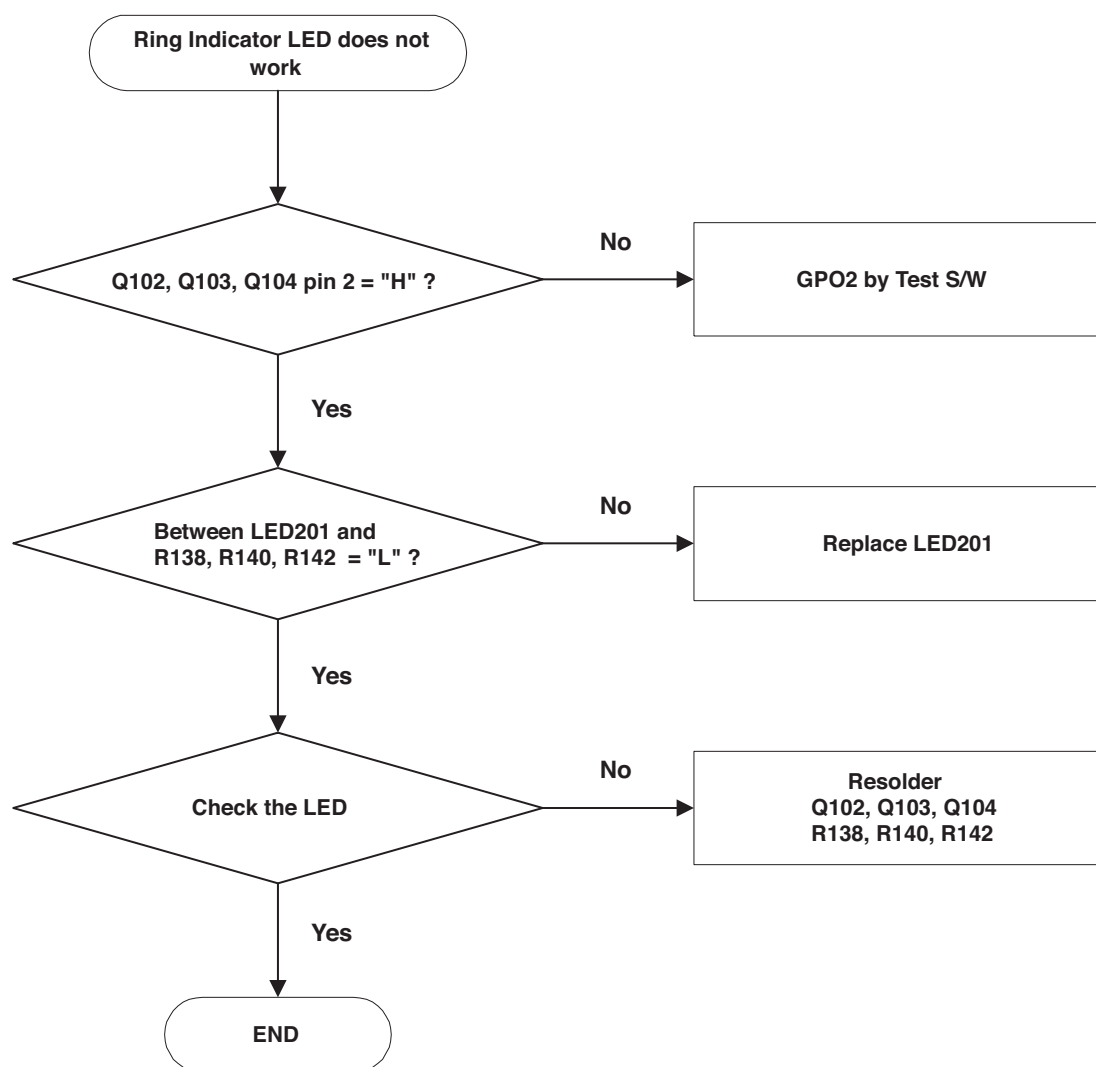 Ring Indicator LED does not
work
Q102, Q103, Q104 pin 2 = "H" ?
No
GPO2 by Test S/W
Yes
Between LED201 and
R138, R140, R142 = "L" ?
No
Replace LED201
Yes
Check the LED
No
Resolder
Q102, Q103, Q104
R138, R140, R142
Yes
END